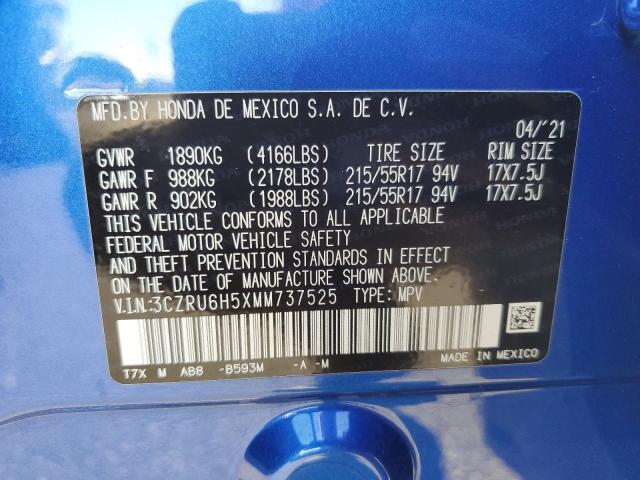 MFD.BY HONDA DE MEXICO S.A. DE C.V.
04/'21
GVWR 1890KG (4166LBS) TIRE SIZE RIM SIZE
GAWR F 988KG (2178LBS) 215/55R17 94V 17X7.5J
GAWR R 902KG (1988LBS) 215/55R17 94V 17X7.5J
THIS VEHICLE CONFORMS TO ALL APPLICABLE
FEDERAL MOTOR VEHICLE SAFETY
AND THEFT PREVENTION STANDARDS IN EFFECT
ON THE DATE OF MANUFACTURE SHOWN ABOVE.
V.I.N.:3CZRU6H5XMM737525 TYPE: MPV
T7X M AB8 -B593M -A -M
MADE IN MEXICO